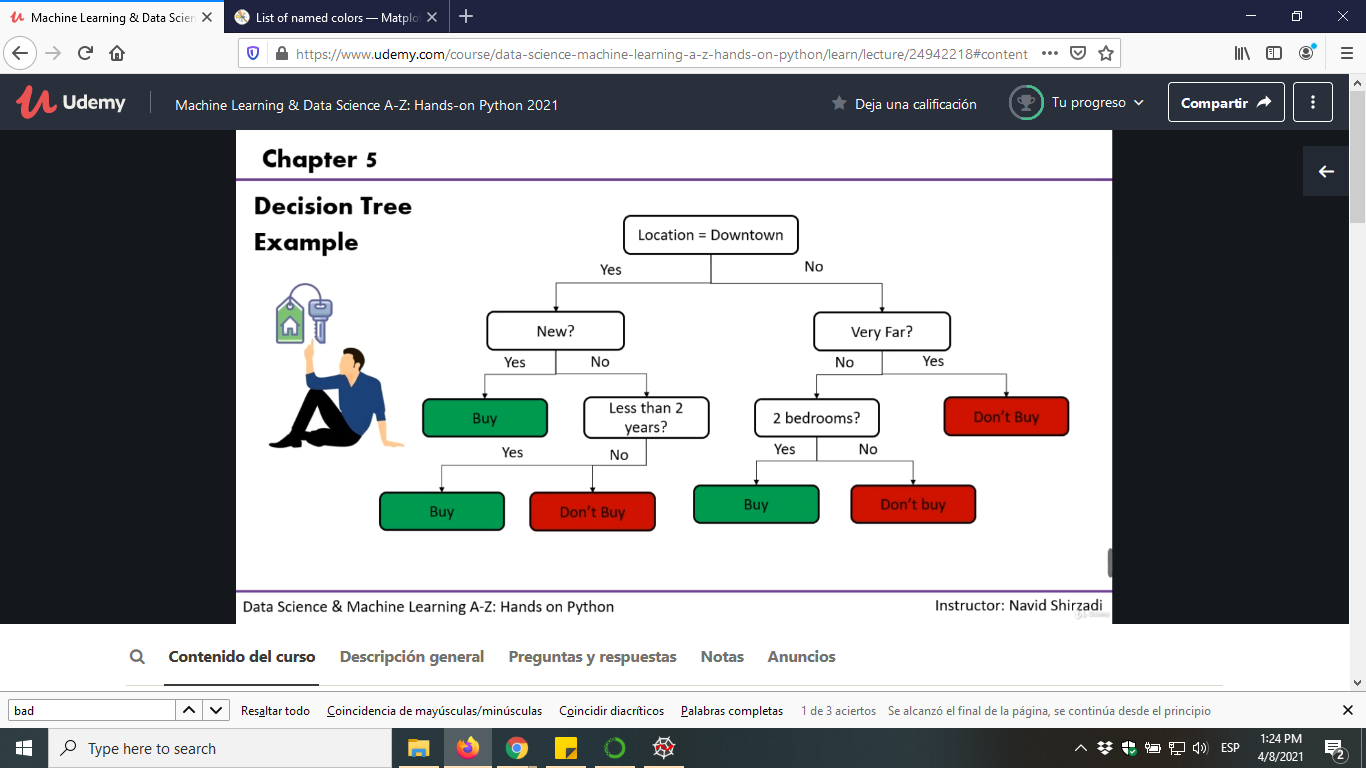 Machine Learning & Data Scien
List of named colors — Matplo
https://www.udemy.com/course/data-science-machine-learning-a-z-hands-on-python/learn/lecture/24942218#content
Udemy
Machine Learning & Data Science A-Z: Hands-on Python 2021
Deja una calificación
Tu progreso
Compartir
Chapter 5
Decision Tree
Example
Location = Downtown
Yes
No
New?
Very Far?
Yes
No
No
Yes
Buy
Less than 2
years?
2 bedrooms?
Don't Buy
Yes
No
Yes
No
Buy
Don't Buy
Buy
Don't buy
Data Science & Machine Learning A-Z: Hands on Python
Instructor: Navid Shirzadi
Udemy
Contenido del curso
Descripción general
Preguntas y respuestas
Notas
Anuncios
bad
Resaltar todo
Coincidencia de mayúsculas/minúsculas
Coincidir diacríticos
Palabras completas
1 de 3 aciertos
Se alcanzó el final de la página, se continúa desde el principio
Type here to search
ESP
1:24 PM
4/8/2021
2